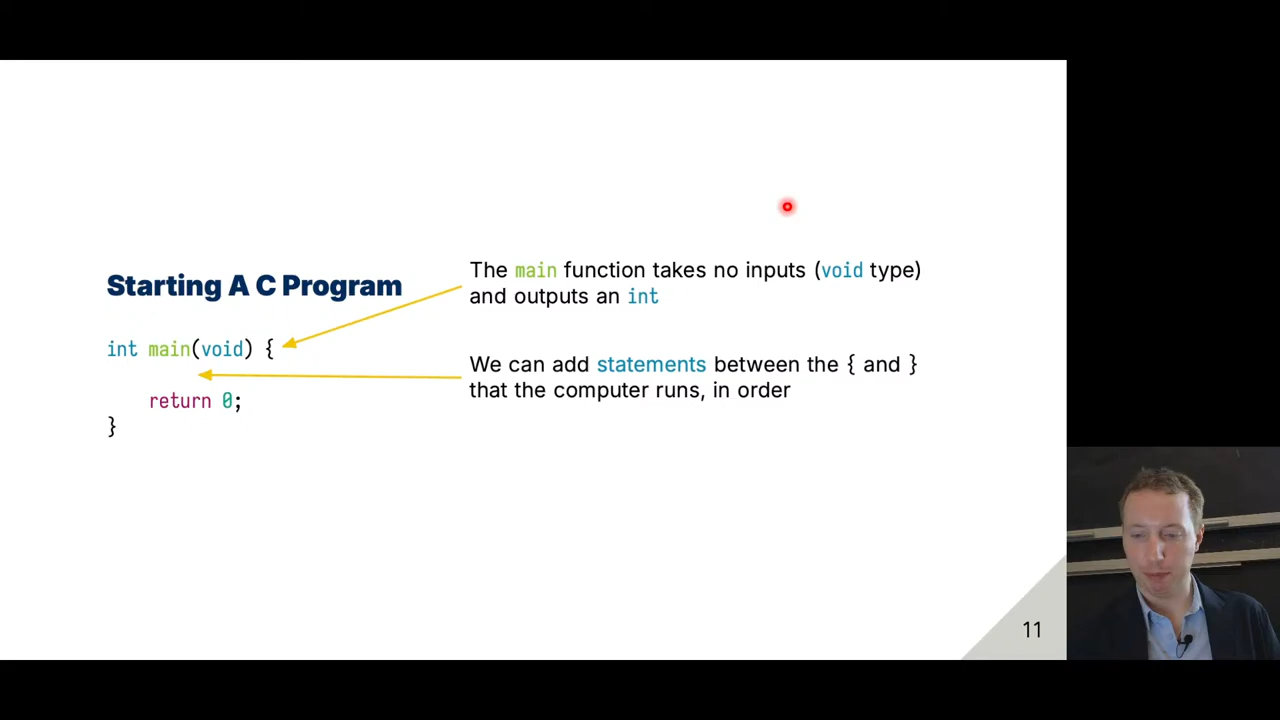 Starting A C Program
int main(void) {
return 0;
}
The main function takes no inputs (void type)
and outputs an int
We can add statements between the { and }
that the computer runs, in order
11